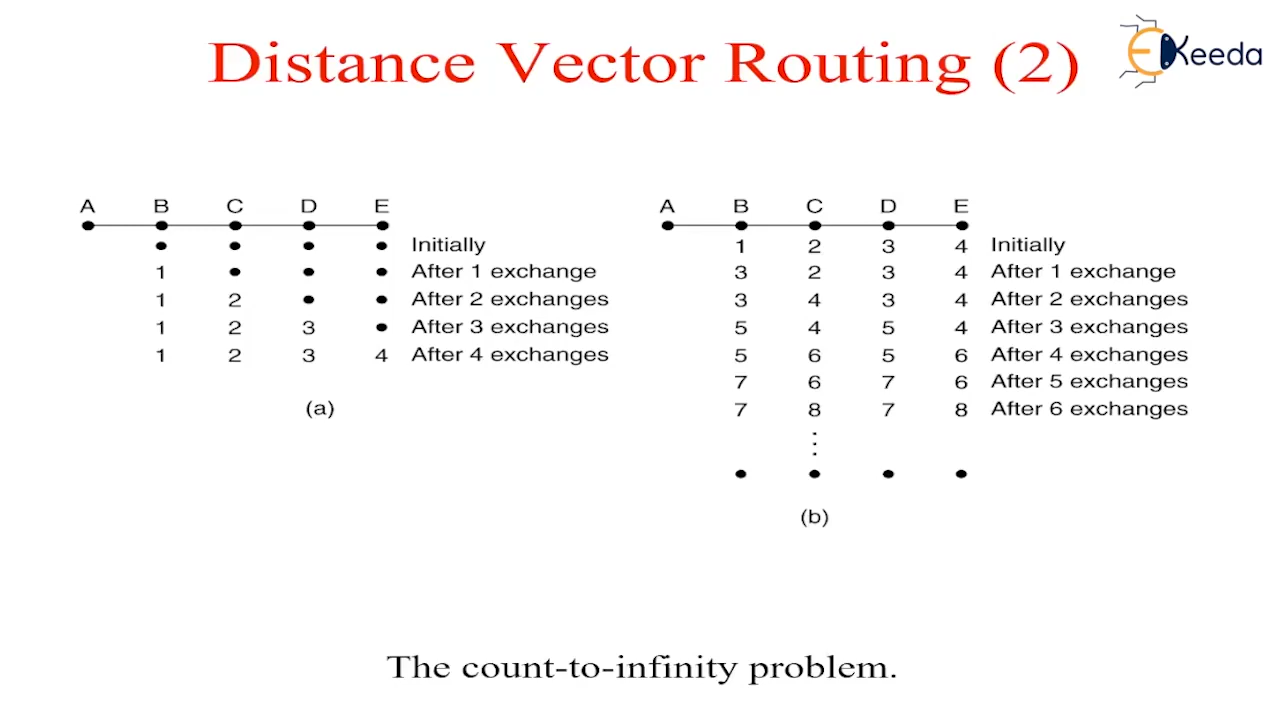 Distance Vector Routing (2)
EKeeda
A B C D E
• • • • Initially
1 • • • After 1 exchange
1 2 • • After 2 exchanges
1 2 3 • After 3 exchanges
1 2 3 4 After 4 exchanges
(a)
A B C D E
1 2 3 4 Initially
3 2 3 4 After 1 exchange
3 4 3 4 After 2 exchanges
5 4 5 4 After 3 exchanges
5 6 5 6 After 4 exchanges
7 6 7 6 After 5 exchanges
7 8 7 8 After 6 exchanges
⋮
• • • •
(b)
The count-to-infinity problem.